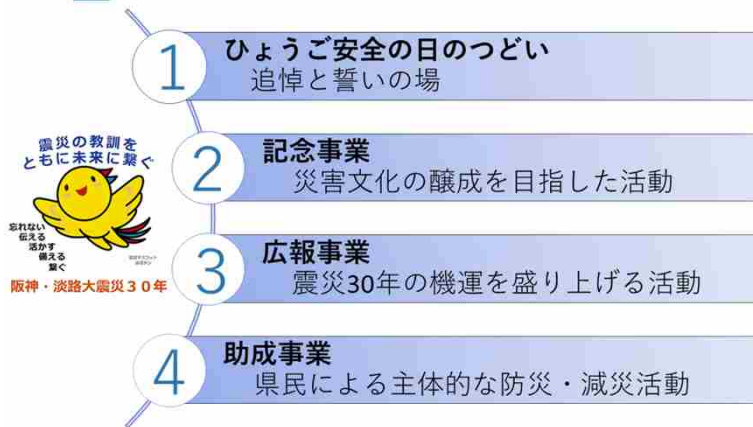 1
ひょうご安全の日のつどい
追悼と誓いの場
震災の教訓を
ともに未来に繋ぐ
2
記念事業
災害文化の醸成を目指した活動
忘れない
伝える
活かす
備える
繋ぐ
阪神・淡路大震災30年
3
広報事業
震災30年の機運を盛り上げる活動
4
助成事業
県民による主体的な防災・減災活動